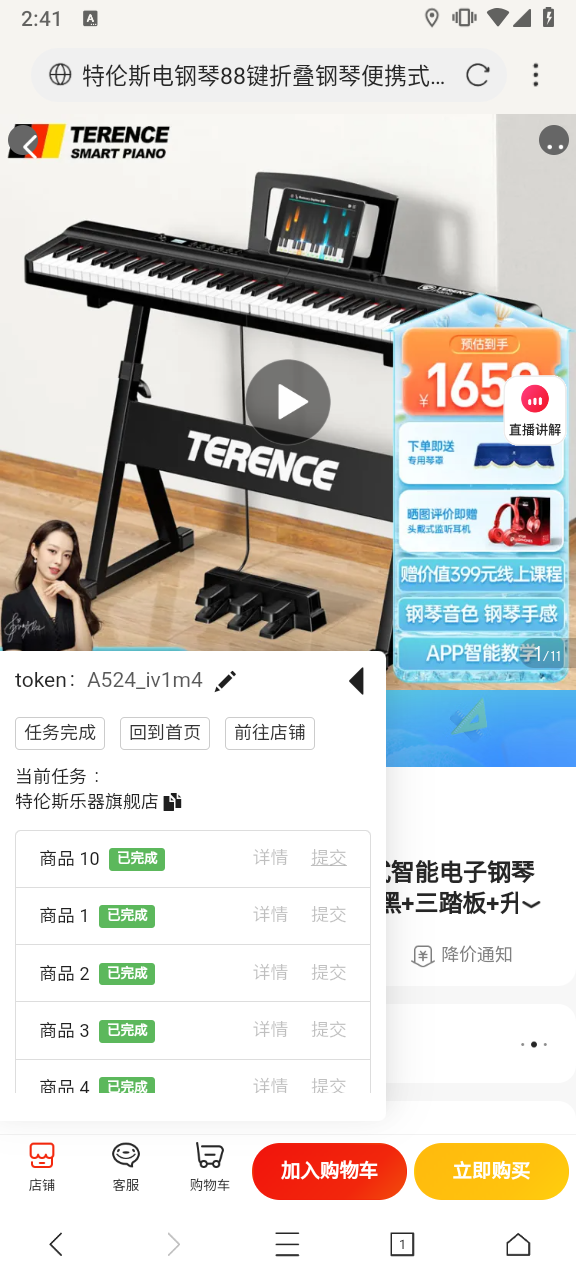 2:41
特伦斯电钢琴88键折叠钢琴便携式...
TERENCE
SMART PIANO
TERENCE
TERENCE
预估到手
直播讲解
下单即送
专用琴罩
晒图评价即赠
头戴式监听耳机
赠价值399元线上课程
钢琴音色 钢琴手感
APP智能教学
1/11
token： A524_iv1m4
任务完成 回到首页 前往店铺
当前任务 ：
特伦斯乐器旗舰店
商品 10 已完成 详情 提交
商品 1 已完成 详情 提交
商品 2 已完成 详情 提交
商品 3 已完成 详情 提交
商品 4 已完成 详情 提交
智能电子钢琴
黑+三踏板+升
降价通知
店铺 客服 购物车 加入购物车 立即购买
1